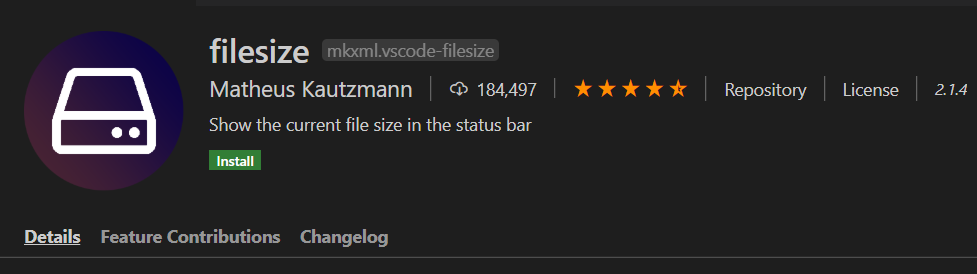 filesize mkxml.vscode-filesize
Matheus Kautzmann 184,497 Repository License 2.1.4
Show the current file size in the status bar
Install
Details Feature Contributions Changelog